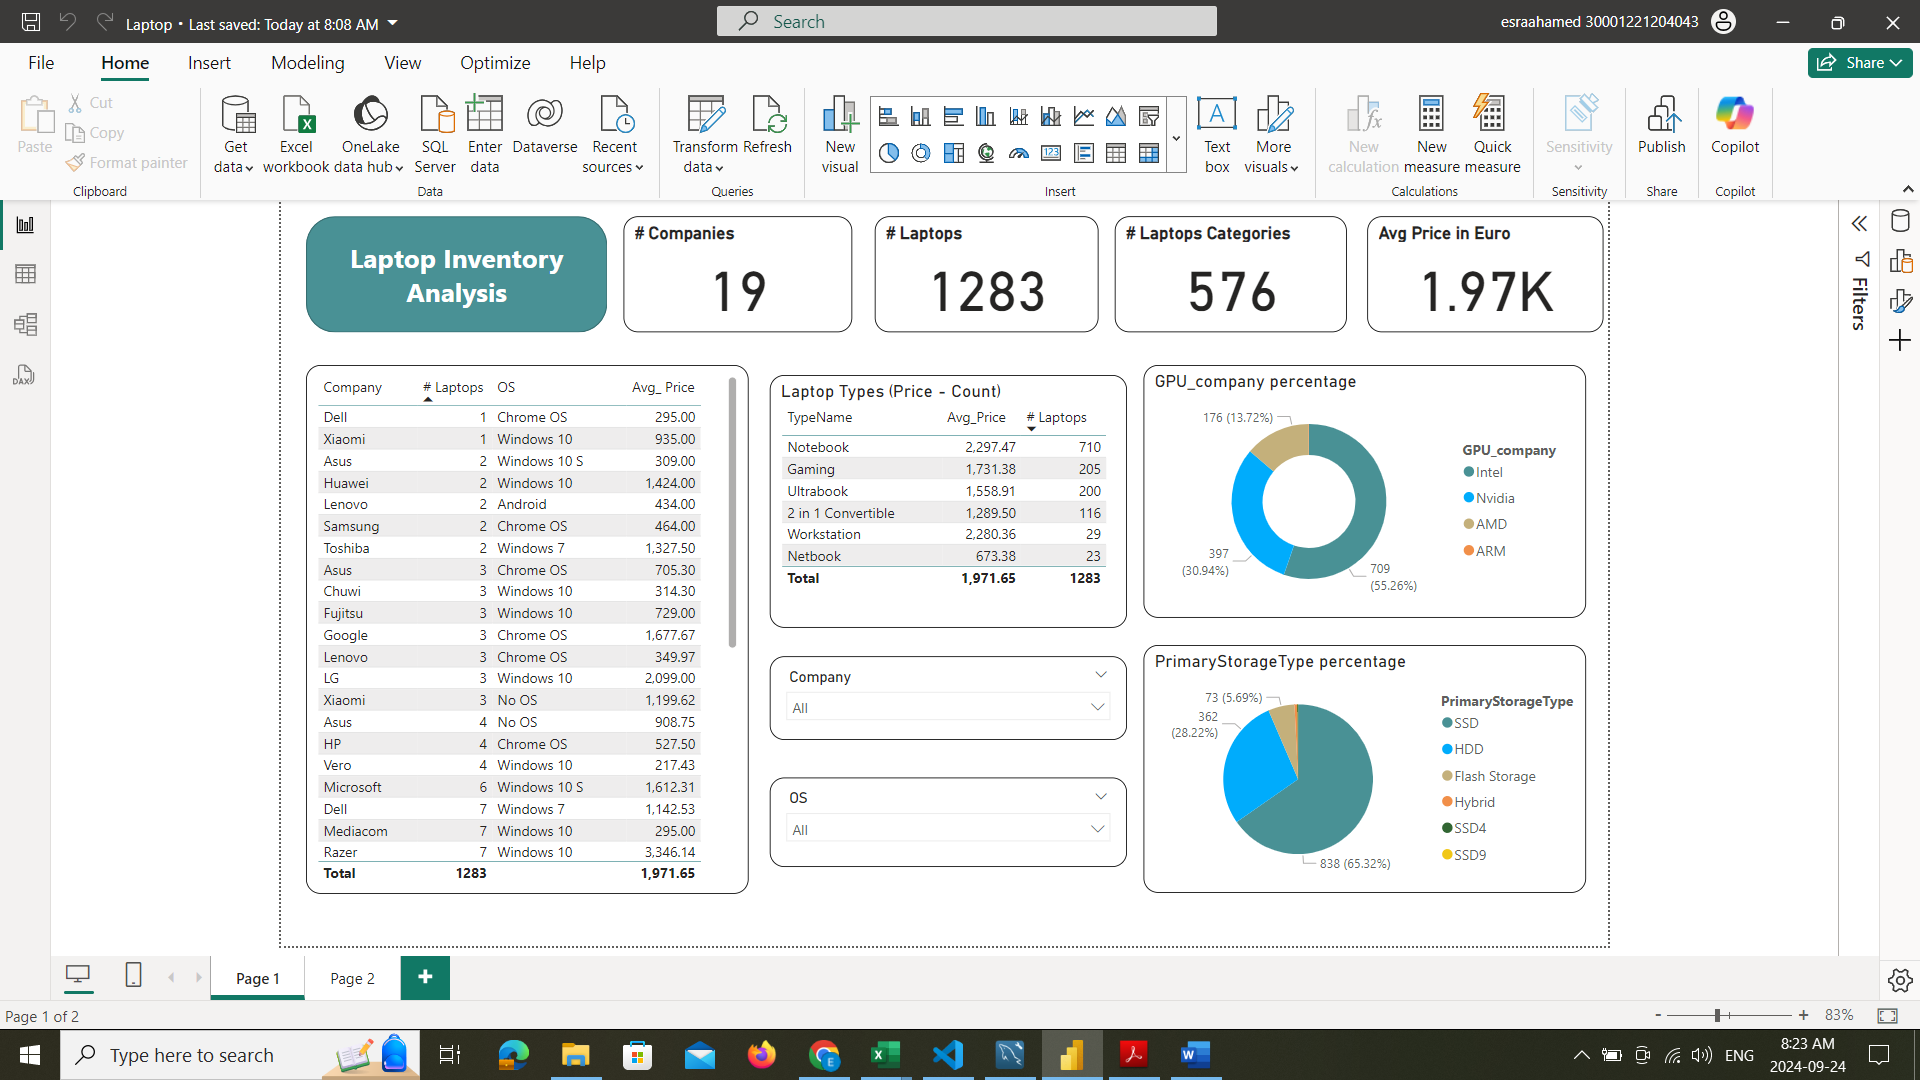 Laptop • Last saved: Today at 8:08 AM
Search
esraahamed 30001221204043
File
Home
Insert
Modeling
View
Optimize
Help
Share
Paste
Cut
Copy
Format painter
Clipboard
Get data
Excel workbook
OneLake data hub
SQL Server
Enter data
Dataverse
Recent sources
Data
Transform data
Refresh
Queries
New visual
Text box
More visuals
Insert
New calculation
New measure
Quick measure
Calculations
Sensitivity
Sensitivity
Publish
Share
Copilot
Copilot
DAX
A
123
Filters
Laptop Inventory
Analysis
# Companies
19
# Laptops
1283
# Laptops Categories
576
Avg Price in Euro
1.97K
Company # Laptops OS Avg_ Price
Dell 1 Chrome OS 295.00
Xiaomi 1 Windows 10 935.00
Asus 2 Windows 10 S 309.00
Huawei 2 Windows 10 1,424.00
Lenovo 2 Android 434.00
Samsung 2 Chrome OS 464.00
Toshiba 2 Windows 7 1,327.50
Asus 3 Chrome OS 705.30
Chuwi 3 Windows 10 314.30
Fujitsu 3 Windows 10 729.00
Google 3 Chrome OS 1,677.67
Lenovo 3 Chrome OS 349.97
LG 3 Windows 10 2,099.00
Xiaomi 3 No OS 1,199.62
Asus 4 No OS 908.75
HP 4 Chrome OS 527.50
Vero 4 Windows 10 217.43
Microsoft 6 Windows 10 S 1,612.31
Dell 7 Windows 7 1,142.53
Mediacom 7 Windows 10 295.00
Razer 7 Windows 10 3,346.14
Total 1283 1,971.65
Laptop Types (Price - Count)
TypeName Avg_Price # Laptops
Notebook 2,297.47 710
Gaming 1,731.38 205
Ultrabook 1,558.91 200
2 in 1 Convertible 1,289.50 116
Workstation 2,280.36 29
Netbook 673.38 23
Total 1,971.65 1283
Company
All
OS
All
GPU_company percentage
176 (13.72%)
397
(30.94%)
709
(55.26%)
GPU_company
Intel
Nvidia
AMD
ARM
PrimaryStorageType percentage
73 (5.69%)
362
(28.22%)
838 (65.32%)
PrimaryStorageType
SSD
HDD
Flash Storage
Hybrid
SSD4
SSD9
Page 1
Page 2
+
Page 1 of 2
- + 83%
Type here to search
ENG
8:23 AM
2024-09-24